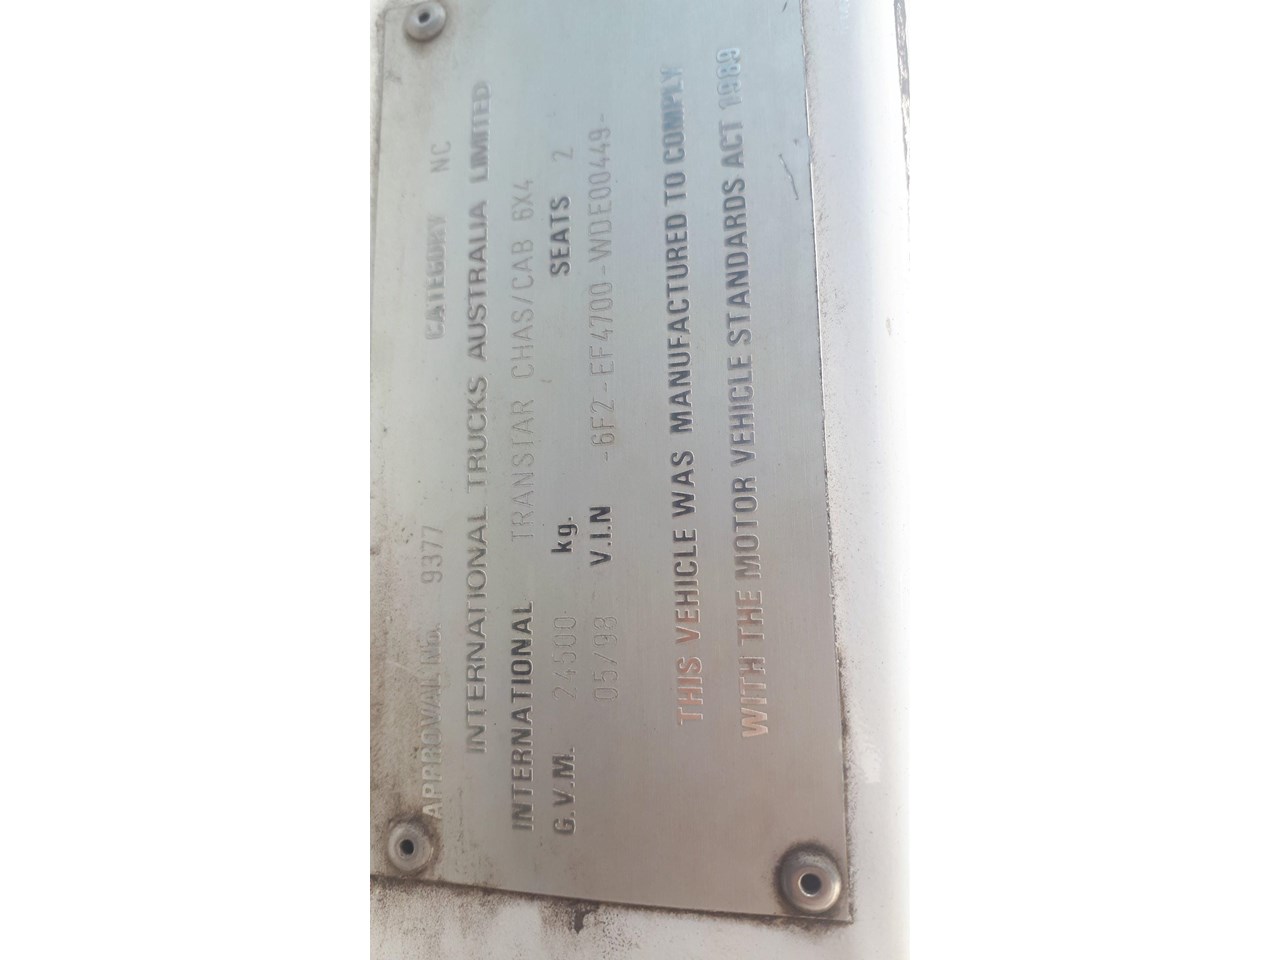 APPROVAL No. 9377 CATEGORY NC
INTERNATIONAL TRUCKS AUSTRALIA LIMITED
INTERNATIONAL TRANSTAR CHAS/CAB 6X4
G.V.M. 24500 kg. SEATS 2
05/98 V.I.N -6F2-EF4700-WDE00449-
THIS VEHICLE WAS MANUFACTURED TO COMPLY
WITH THE MOTOR VEHICLE STANDARDS ACT 1989